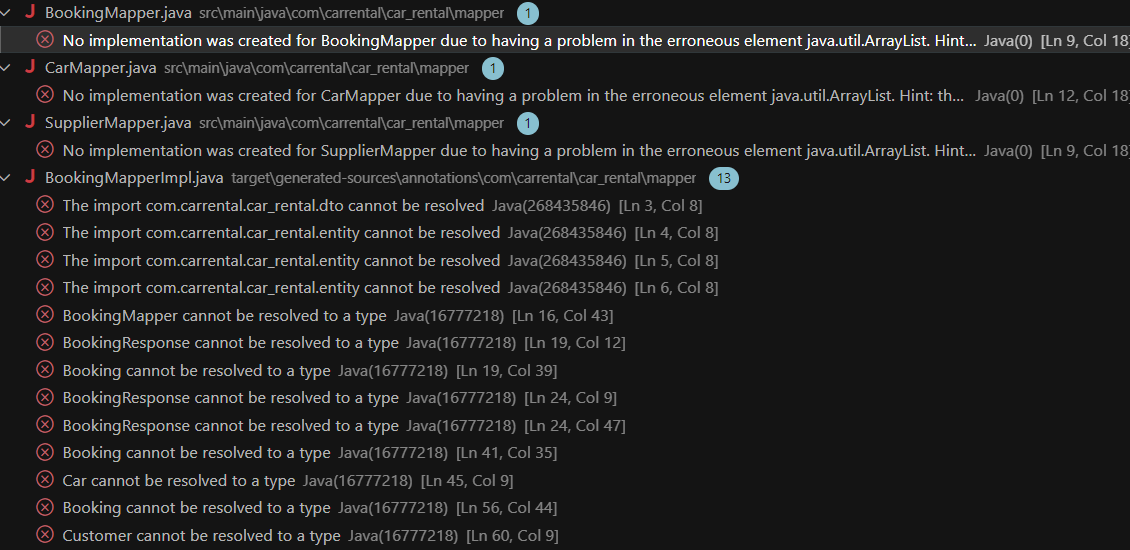 BookingMapper.java src\main\java\com\carrental\car_rental\mapper 1
No implementation was created for BookingMapper due to having a problem in the erroneous element java.util.ArrayList. Hint... Java(0) [Ln 9, Col 18]
CarMapper.java src\main\java\com\carrental\car_rental\mapper 1
No implementation was created for CarMapper due to having a problem in the erroneous element java.util.ArrayList. Hint: th... Java(0) [Ln 12, Col 18]
SupplierMapper.java src\main\java\com\carrental\car_rental\mapper 1
No implementation was created for SupplierMapper due to having a problem in the erroneous element java.util.ArrayList. Hint... Java(0) [Ln 9, Col 18]
BookingMapperImpl.java target\generated-sources\annotations\com\carrental\car_rental\mapper 13
The import com.carrental.car_rental.dto cannot be resolved Java(268435846) [Ln 3, Col 8]
The import com.carrental.car_rental.entity cannot be resolved Java(268435846) [Ln 4, Col 8]
The import com.carrental.car_rental.entity cannot be resolved Java(268435846) [Ln 5, Col 8]
The import com.carrental.car_rental.entity cannot be resolved Java(268435846) [Ln 6, Col 8]
BookingMapper cannot be resolved to a type Java(16777218) [Ln 16, Col 43]
BookingResponse cannot be resolved to a type Java(16777218) [Ln 19, Col 12]
Booking cannot be resolved to a type Java(16777218) [Ln 19, Col 39]
BookingResponse cannot be resolved to a type Java(16777218) [Ln 24, Col 9]
BookingResponse cannot be resolved to a type Java(16777218) [Ln 24, Col 47]
Booking cannot be resolved to a type Java(16777218) [Ln 41, Col 35]
Car cannot be resolved to a type Java(16777218) [Ln 45, Col 9]
Booking cannot be resolved to a type Java(16777218) [Ln 56, Col 44]
Customer cannot be resolved to a type Java(16777218) [Ln 60, Col 9]